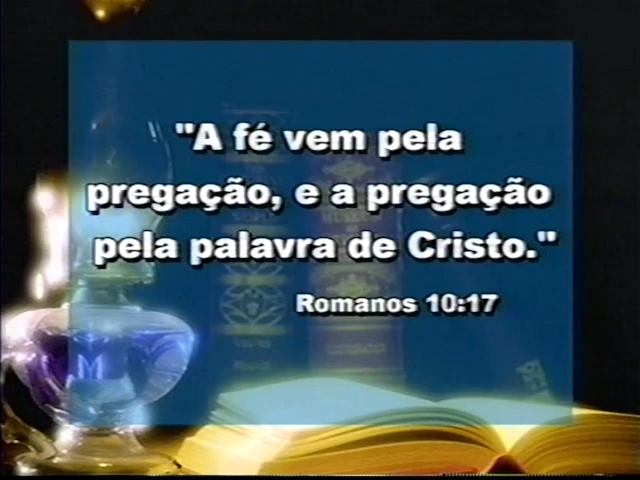 "A fé vem pela
pregação, e a pregação
pela palavra de Cristo."
Romanos 10:17